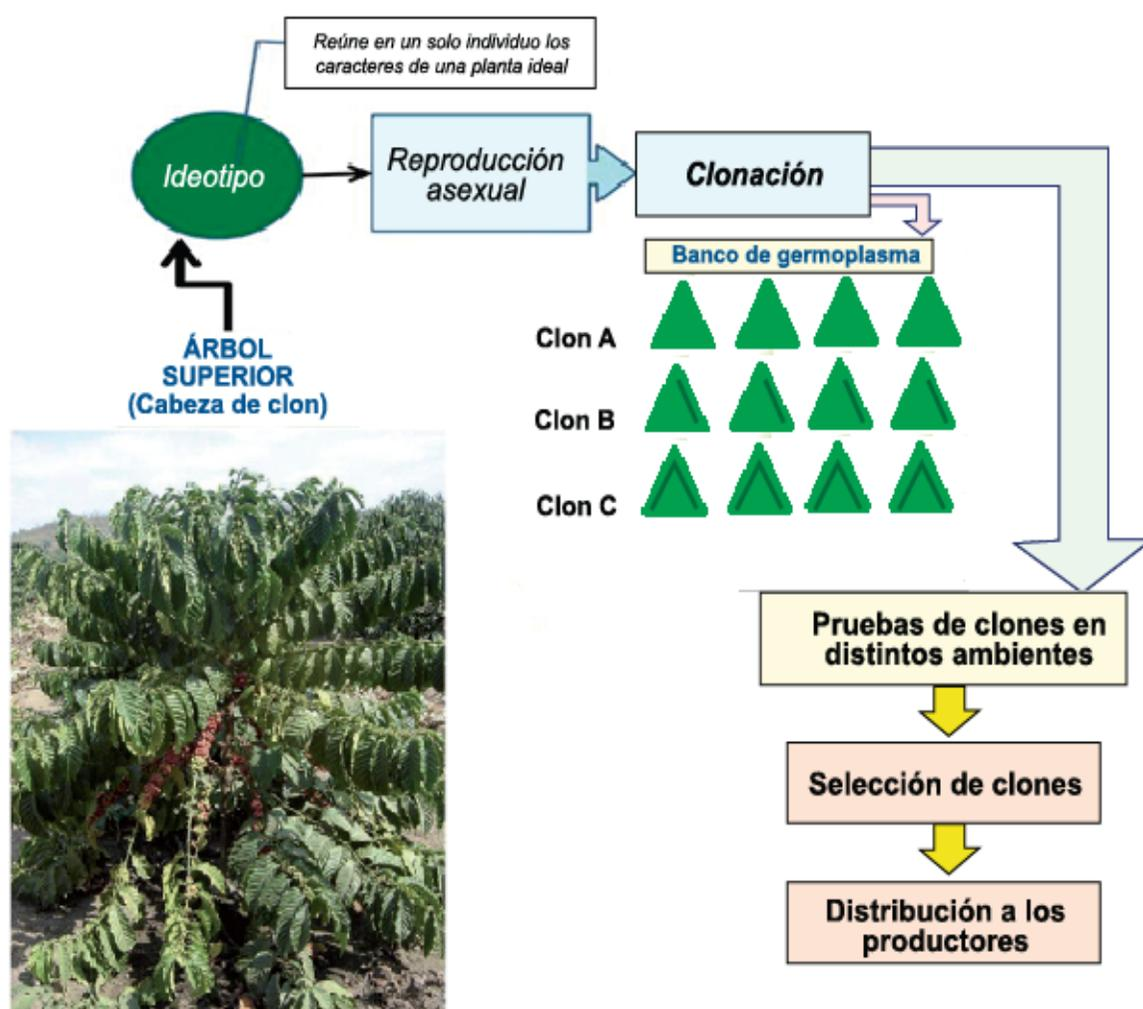 Reúne en un solo individuo los
caracteres de una planta ideal
Ideotipo
Reproducción
asexual
Clonación
Banco de germoplasma
ÁRBOL
SUPERIOR
(Cabeza de clon)
Clon A
Clon B
Clon C
Pruebas de clones en
distintos ambientes
Selección de clones
Distribución a los
productores